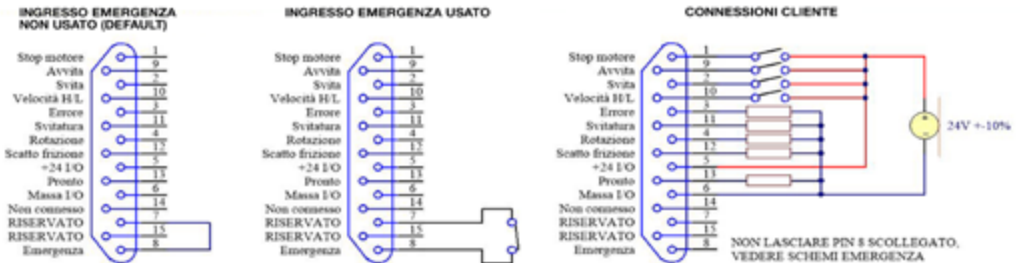 INGRESSO EMERGENZA
NON USATO (DEFAULT)
Stop motore 1
Avvita 9
Svita 2
Velocità H/L 10
Errore 3
Svitatura 11
Rotazione 4
Scatto frizione 12
+24 I/O 5
Pronto 13
Massa I/O 6
Non connesso 14
RISERVATO 7
RISERVATO 15
Emergenza 8
INGRESSO EMERGENZA USATO
Stop motore 1
Avvita 9
Svita 2
Velocità H/L 10
Errore 3
Svitatura 11
Rotazione 4
Scatto frizione 12
+24 I/O 5
Pronto 13
Massa I/O 6
Non connesso 14
RISERVATO 7
RISERVATO 15
Emergenza 8
CONNESSIONI CLIENTE
Stop motore 1
Avvita 9
Svita 2
Velocità H/L 10
Errore 3
Svitatura 11
Rotazione 4
Scatto frizione 12
+24 I/O 5
Pronto 13
Massa I/O 6
Non connesso 14
RISERVATO 7
RISERVATO 15
Emergenza 8
24V +-10%
NON LASCIARE PIN 8 SCOLLEGATO,
VEDERE SCHEMI EMERGENZA